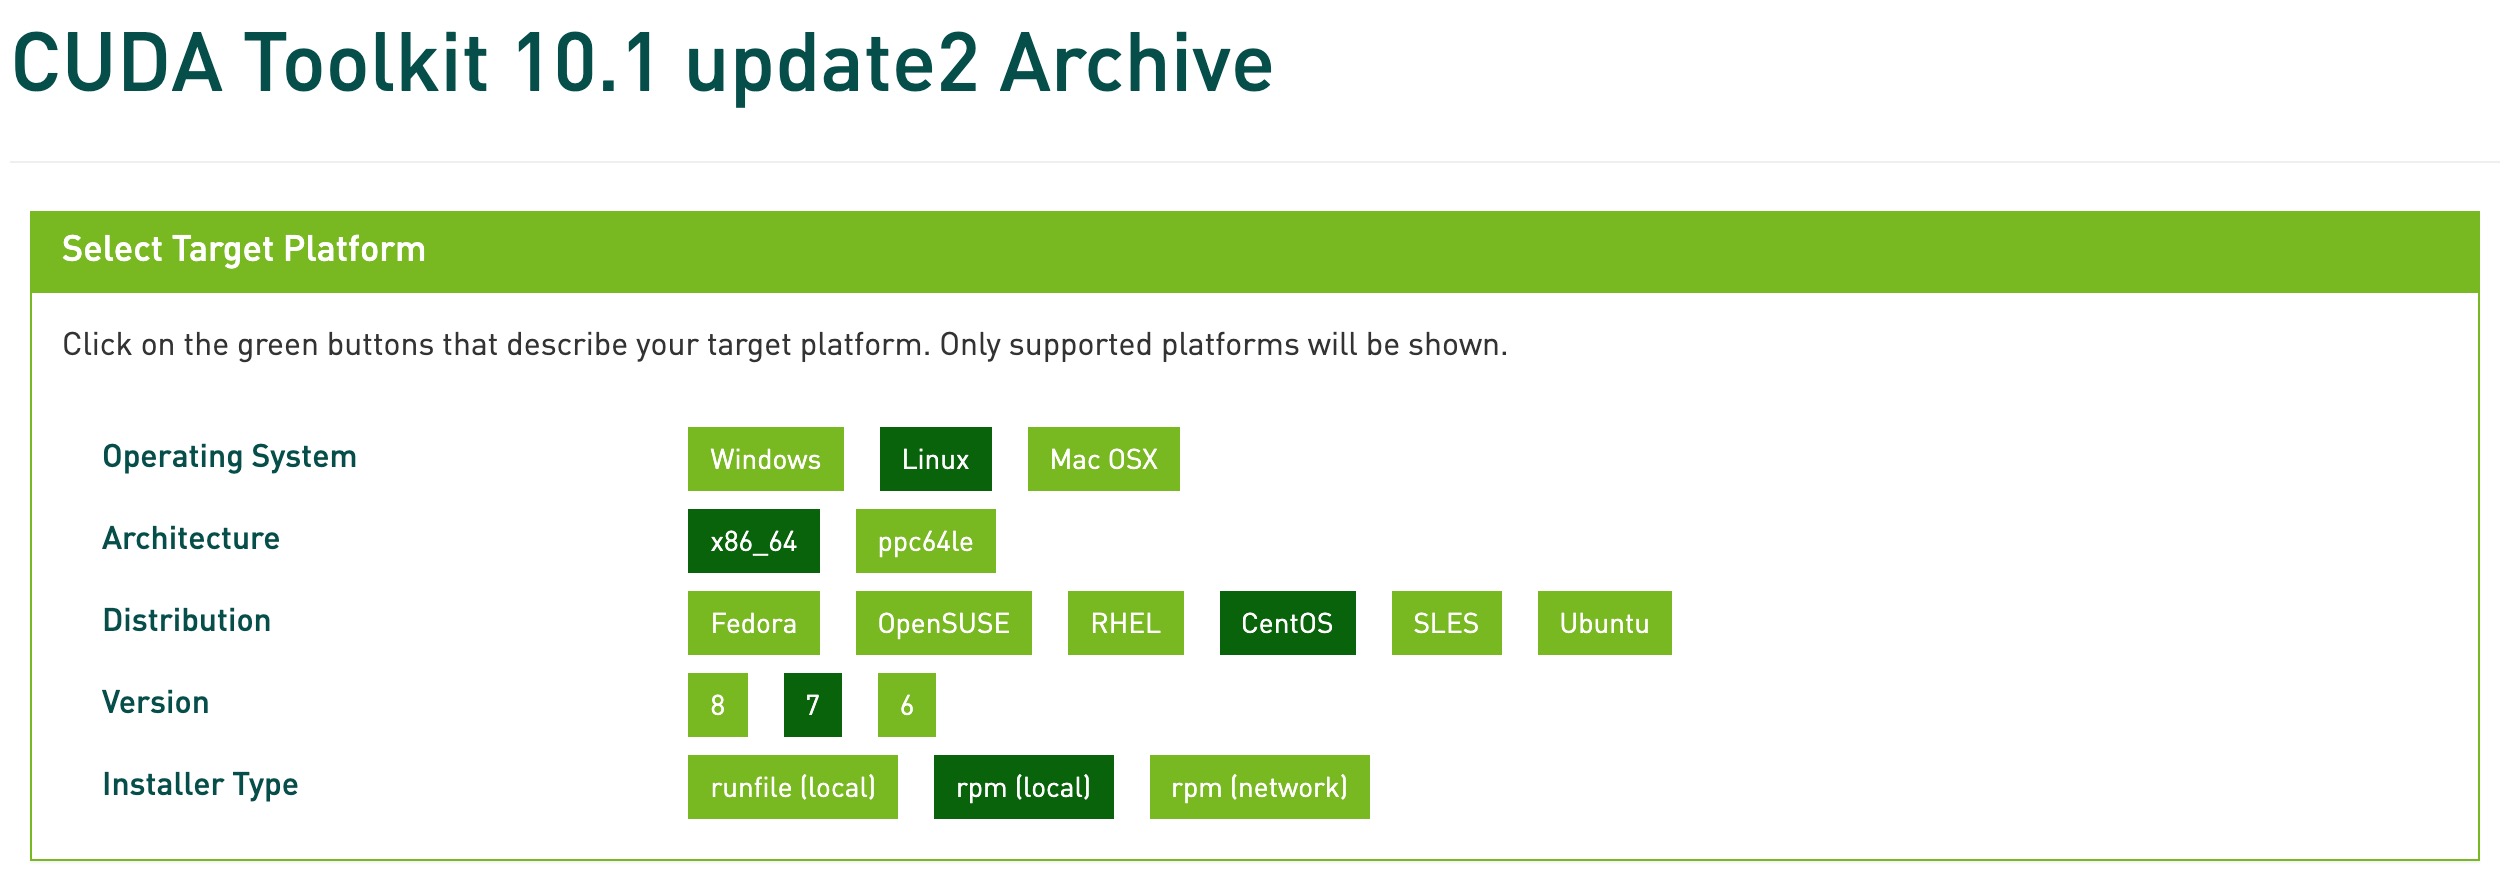 CUDA Toolkit 10.1 update2 Archive
Select Target Platform
Click on the green buttons that describe your target platform. Only supported platforms will be shown.
Operating System Windows Linux Mac OSX
Architecture x86_64 ppc64le
Distribution Fedora OpenSUSE RHEL CentOS SLES Ubuntu
Version 8 7 6
Installer Type runfile (local) rpm (local) rpm (network)